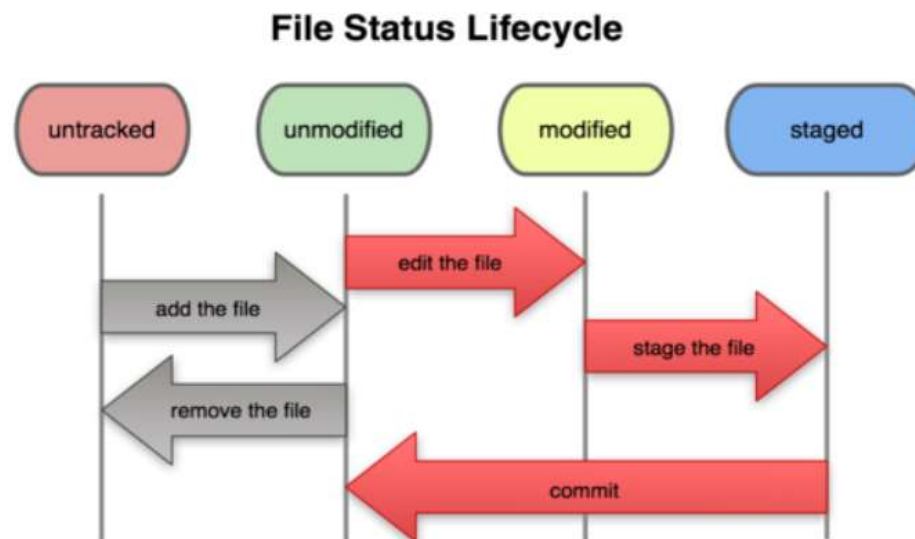 File Status Lifecycle
untracked
unmodified
modified
staged
edit the file
add the file
stage the file
remove the file
commit